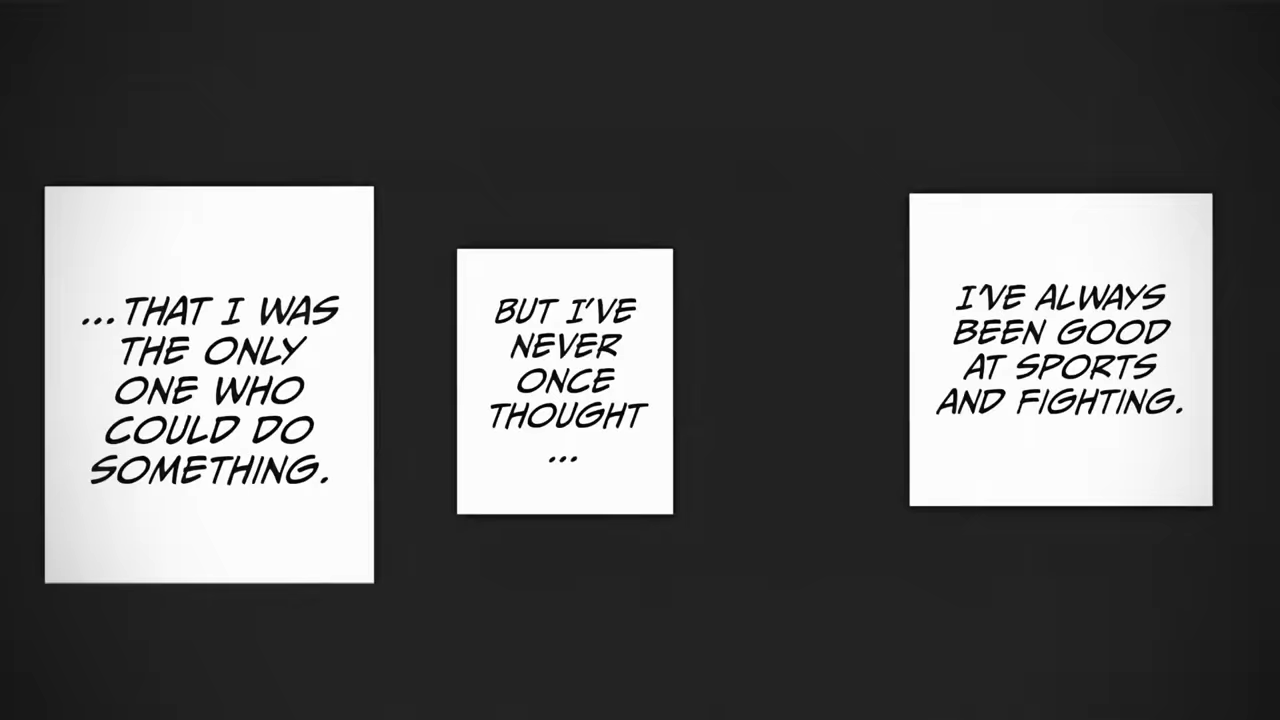 I'VE ALWAYS
BEEN GOOD
AT SPORTS
AND FIGHTING.
BUT I'VE
NEVER
ONCE
THOUGHT
...
...THAT I WAS
THE ONLY
ONE WHO
COULD DO
SOMETHING.